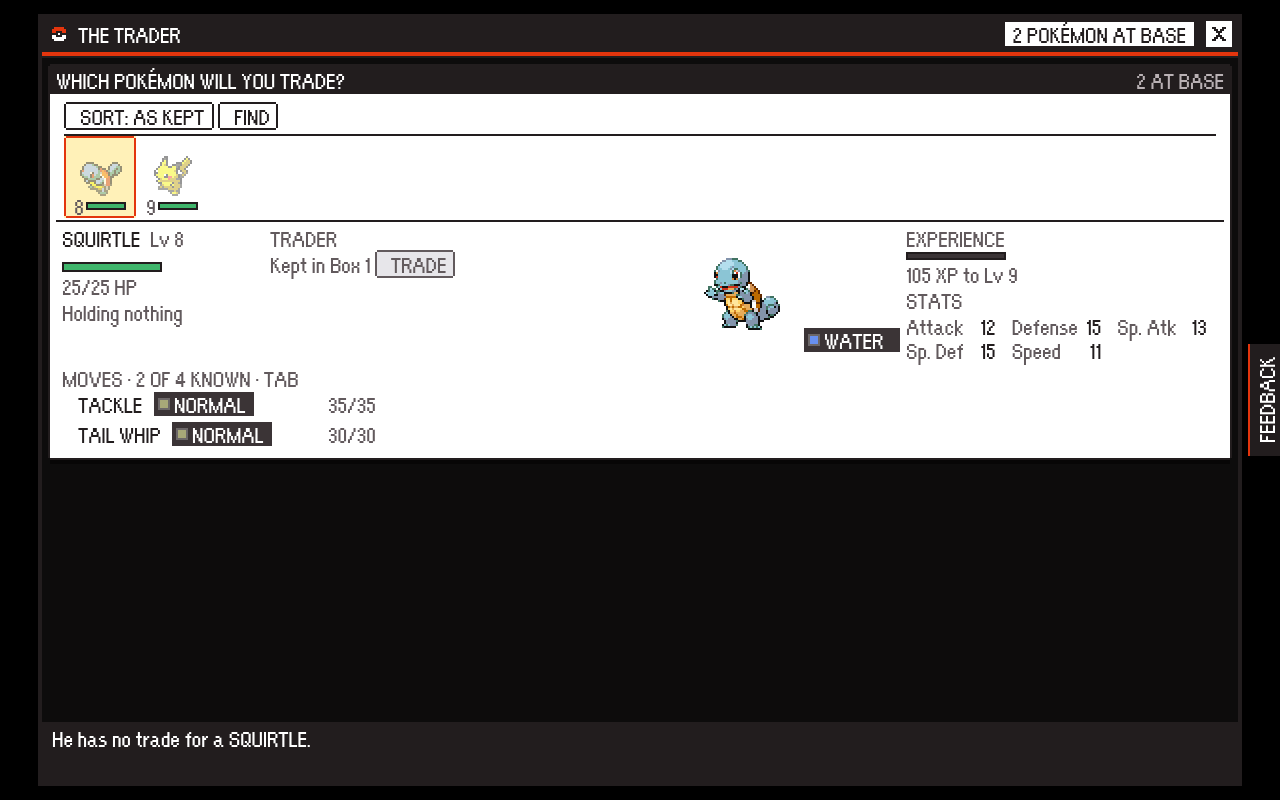 THE TRADER
2 POKÉMON AT BASE
X
WHICH POKÉMON WILL YOU TRADE?
2 AT BASE
SORT: AS KEPT
FIND
8
9
SQUIRTLE Lv 8
25/25 HP
Holding nothing
TRADER
Kept in Box 1
TRADE
WATER
EXPERIENCE
105 XP to Lv 9
STATS
Attack 12 Defense 15 Sp. Atk 13
Sp. Def 15 Speed 11
MOVES · 2 OF 4 KNOWN · TAB
TACKLE NORMAL 35/35
TAIL WHIP NORMAL 30/30
FEEDBACK
He has no trade for a SQUIRTLE.